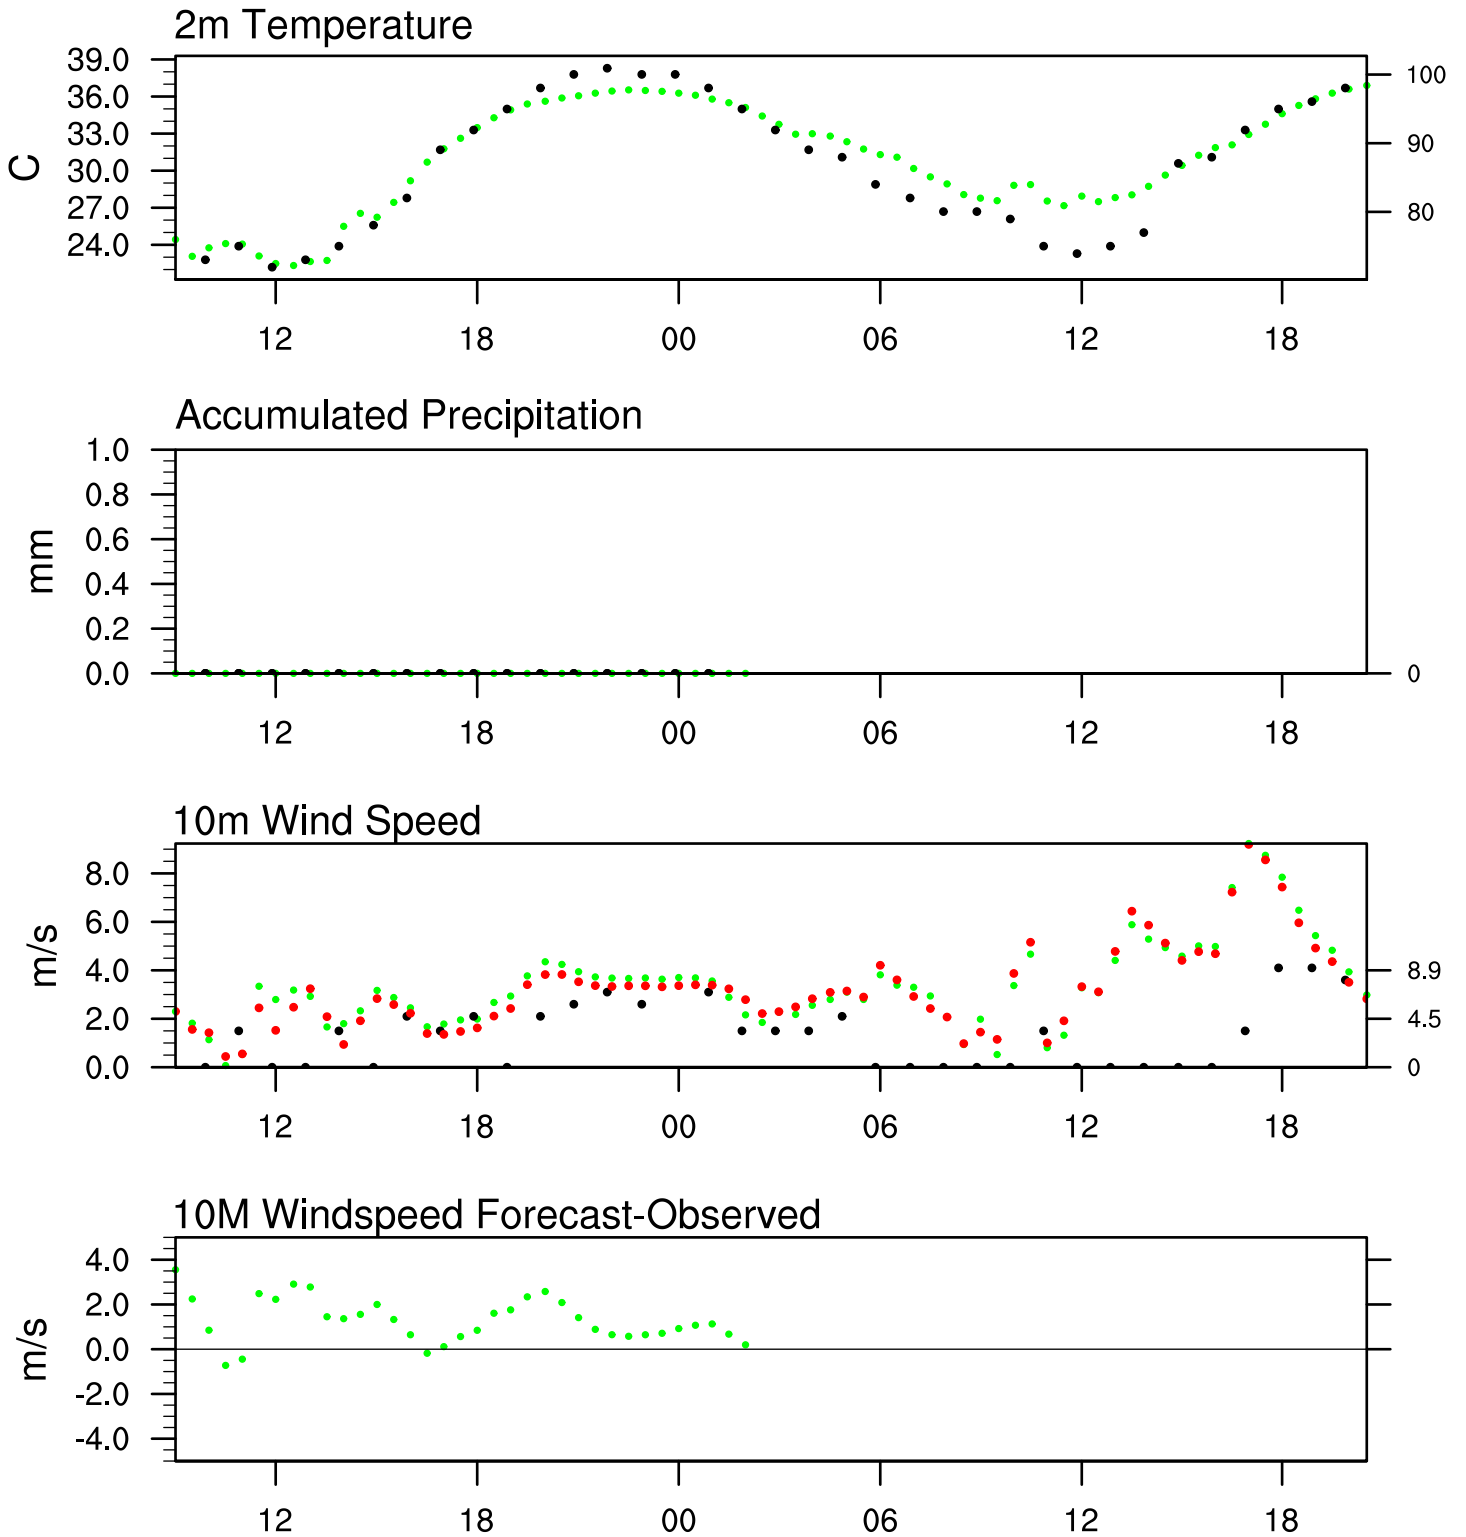 2m Temperature
39.0
36.0
33.0
30.0
27.0
24.0
C
100
90
80
12 18 00 06 12 18
Accumulated Precipitation
1.0
0.8
0.6
0.4
0.2
0.0
mm
0
12 18 00 06 12 18
10m Wind Speed
8.0
6.0
4.0
2.0
0.0
m/s
8.9
4.5
0
12 18 00 06 12 18
10M Windspeed Forecast-Observed
4.0
2.0
0.0
-2.0
-4.0
m/s
12 18 00 06 12 18